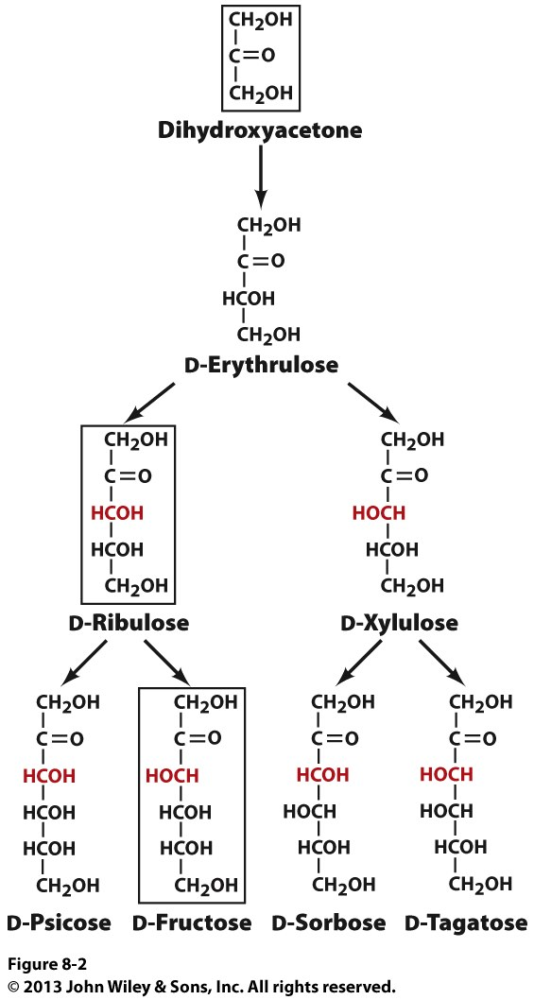 CH₂OH
C=O
CH₂OH
Dihydroxyacetone
CH₂OH
C=O
HCOH
CH₂OH
D-Erythrulose
CH₂OH
C=O
HCOH
HCOH
CH₂OH
D-Ribulose
CH₂OH
C=O
HOCH
HCOH
CH₂OH
D-Xylulose
CH₂OH
C=O
HCOH
HCOH
HCOH
CH₂OH
D-Psicose
CH₂OH
C=O
HOCH
HCOH
HCOH
CH₂OH
D-Fructose
CH₂OH
C=O
HCOH
HOCH
HCOH
CH₂OH
D-Sorbose
CH₂OH
C=O
HOCH
HOCH
HCOH
CH₂OH
D-Tagatose
Figure 8-2
© 2013 John Wiley & Sons, Inc. All rights reserved.